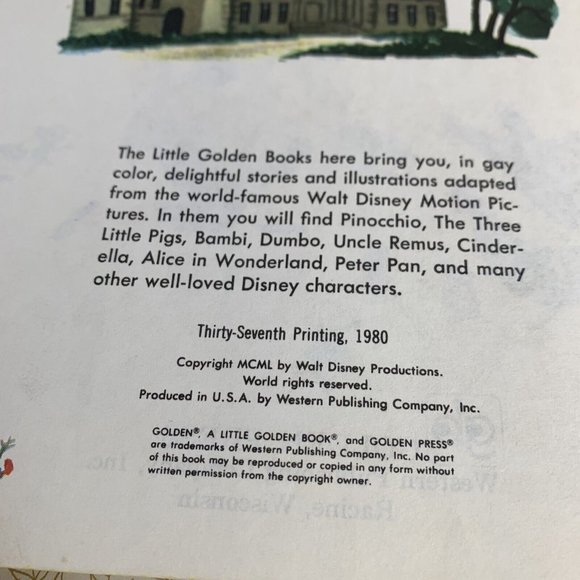 The Little Golden Books here bring you, in gay
color, delightful stories and illustrations adapted
from the world-famous Walt Disney Motion Pic-
tures. In them you will find Pinocchio, The Three
Little Pigs, Bambi, Dumbo, Uncle Remus, Cinder-
ella, Alice in Wonderland, Peter Pan, and many
other well-loved Disney characters.
Thirty-Seventh Printing, 1980
Copyright MCML by Walt Disney Productions.
World rights reserved.
Produced in U.S.A. by Western Publishing Company, Inc.
GOLDEN®, A LITTLE GOLDEN BOOK®, and GOLDEN PRESS®
are trademarks of Western Publishing Company, Inc. No part
of this book may be reproduced or copied in any form without
written permission from the copyright owner.
Western Inc.
Racine, Wisconsin